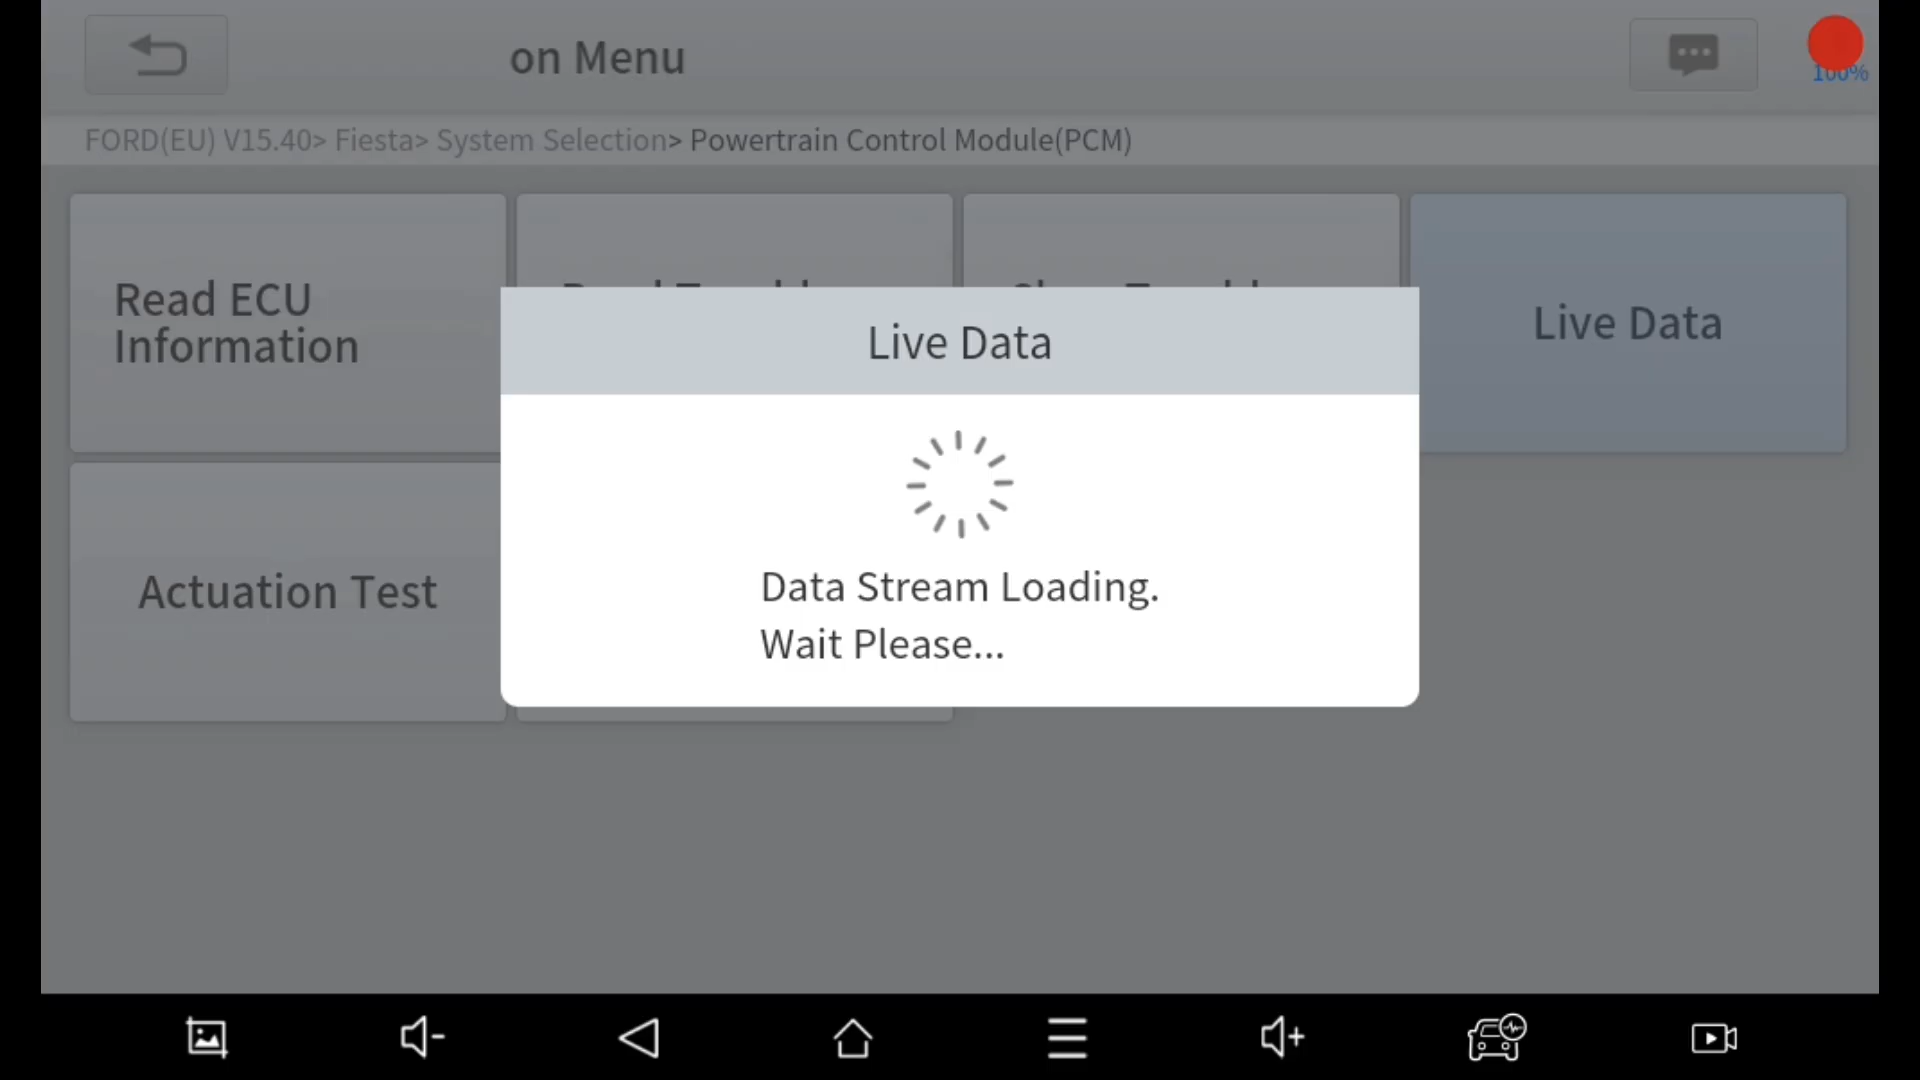 on Menu
100%
FORD(EU) V15.40> Fiesta> System Selection> Powertrain Control Module(PCM)
Read ECU
Information
Live Data
Live Data
Data Stream Loading.
Wait Please...
Actuation Test